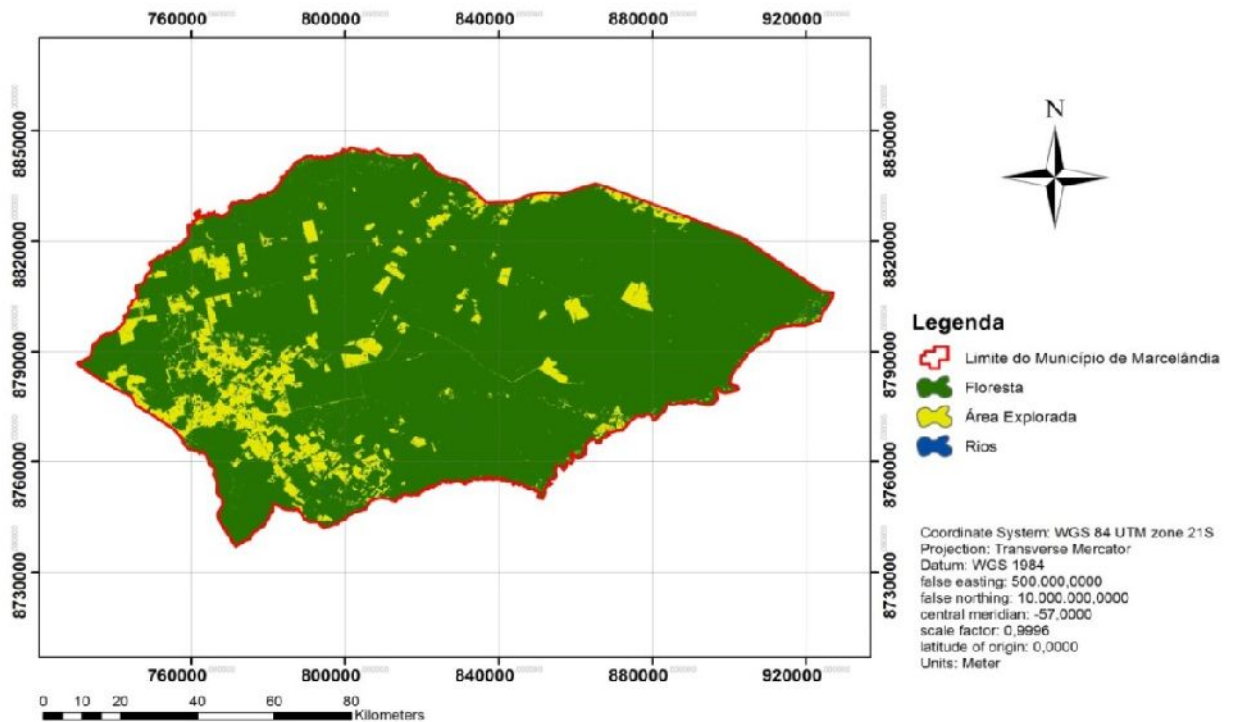 760000 800000 840000 880000 920000
8850000 8850000
8820000 8820000
8790000 8790000
8760000 8760000
8730000 8730000
760000 800000 840000 880000 920000
0 10 20 40 60 80
Kilometers
N
Legenda
Limite do Município de Marcelândia
Floresta
Área Explorada
Rios
Coordinate System: WGS 84 UTM zone 21S
Projection: Transverse Mercator
Datum: WGS 1984
false easting: 500.000,0000
false northing: 10.000.000,0000
central meridian: -57,0000
scale factor: 0,9996
latitude of origin: 0,0000
Units: Meter